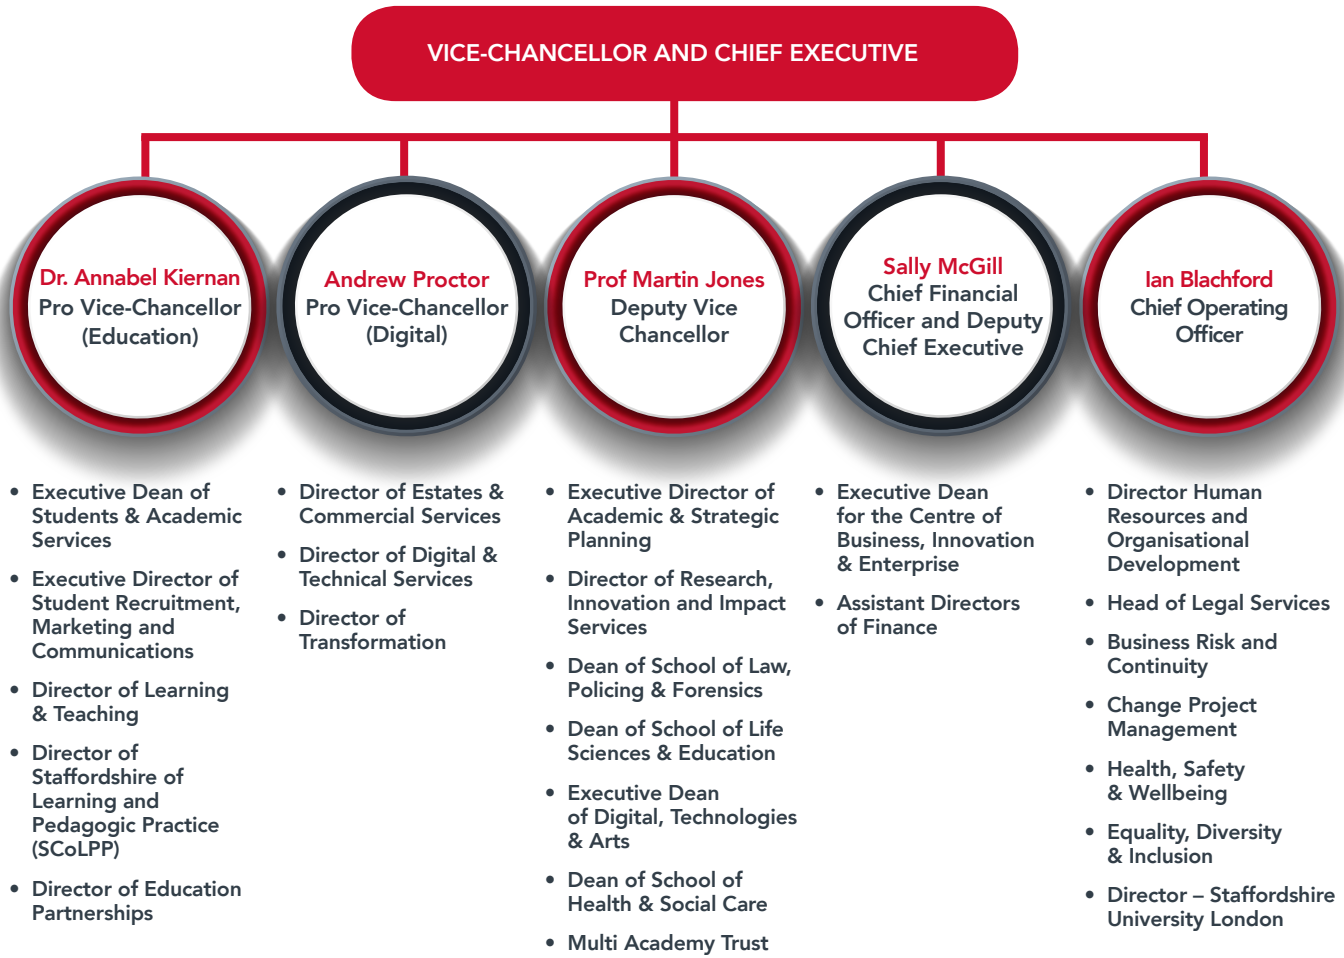 VICE-CHANCELLOR AND CHIEF EXECUTIVE
Dr. Annabel Kiernan
Pro Vice-Chancellor
(Education)
• Executive Dean of
Students & Academic
Services
• Executive Director of
Student Recruitment,
Marketing and
Communications
• Director of Learning
& Teaching
• Director of
Staffordshire of
Learning and
Pedagogic Practice
(SCoLPP)
• Director of Education
Partnerships
Andrew Proctor
Pro Vice-Chancellor
(Digital)
• Director of Estates &
Commercial Services
• Director of Digital &
Technical Services
• Director of
Transformation
Prof Martin Jones
Deputy Vice
Chancellor
• Executive Director of
Academic & Strategic
Planning
• Director of Research,
Innovation and Impact
Services
• Dean of School of Law,
Policing & Forensics
• Dean of School of Life
Sciences & Education
• Executive Dean
of Digital, Technologies
& Arts
• Dean of School of
Health & Social Care
• Multi Academy Trust
Sally McGill
Chief Financial
Officer and Deputy
Chief Executive
• Executive Dean
for the Centre of
Business, Innovation
& Enterprise
• Assistant Directors
of Finance
Ian Blachford
Chief Operating
Officer
• Director Human
Resources and
Organisational
Development
• Head of Legal Services
• Business Risk and
Continuity
• Change Project
Management
• Health, Safety
& Wellbeing
• Equality, Diversity
& Inclusion
• Director – Staffordshire
University London